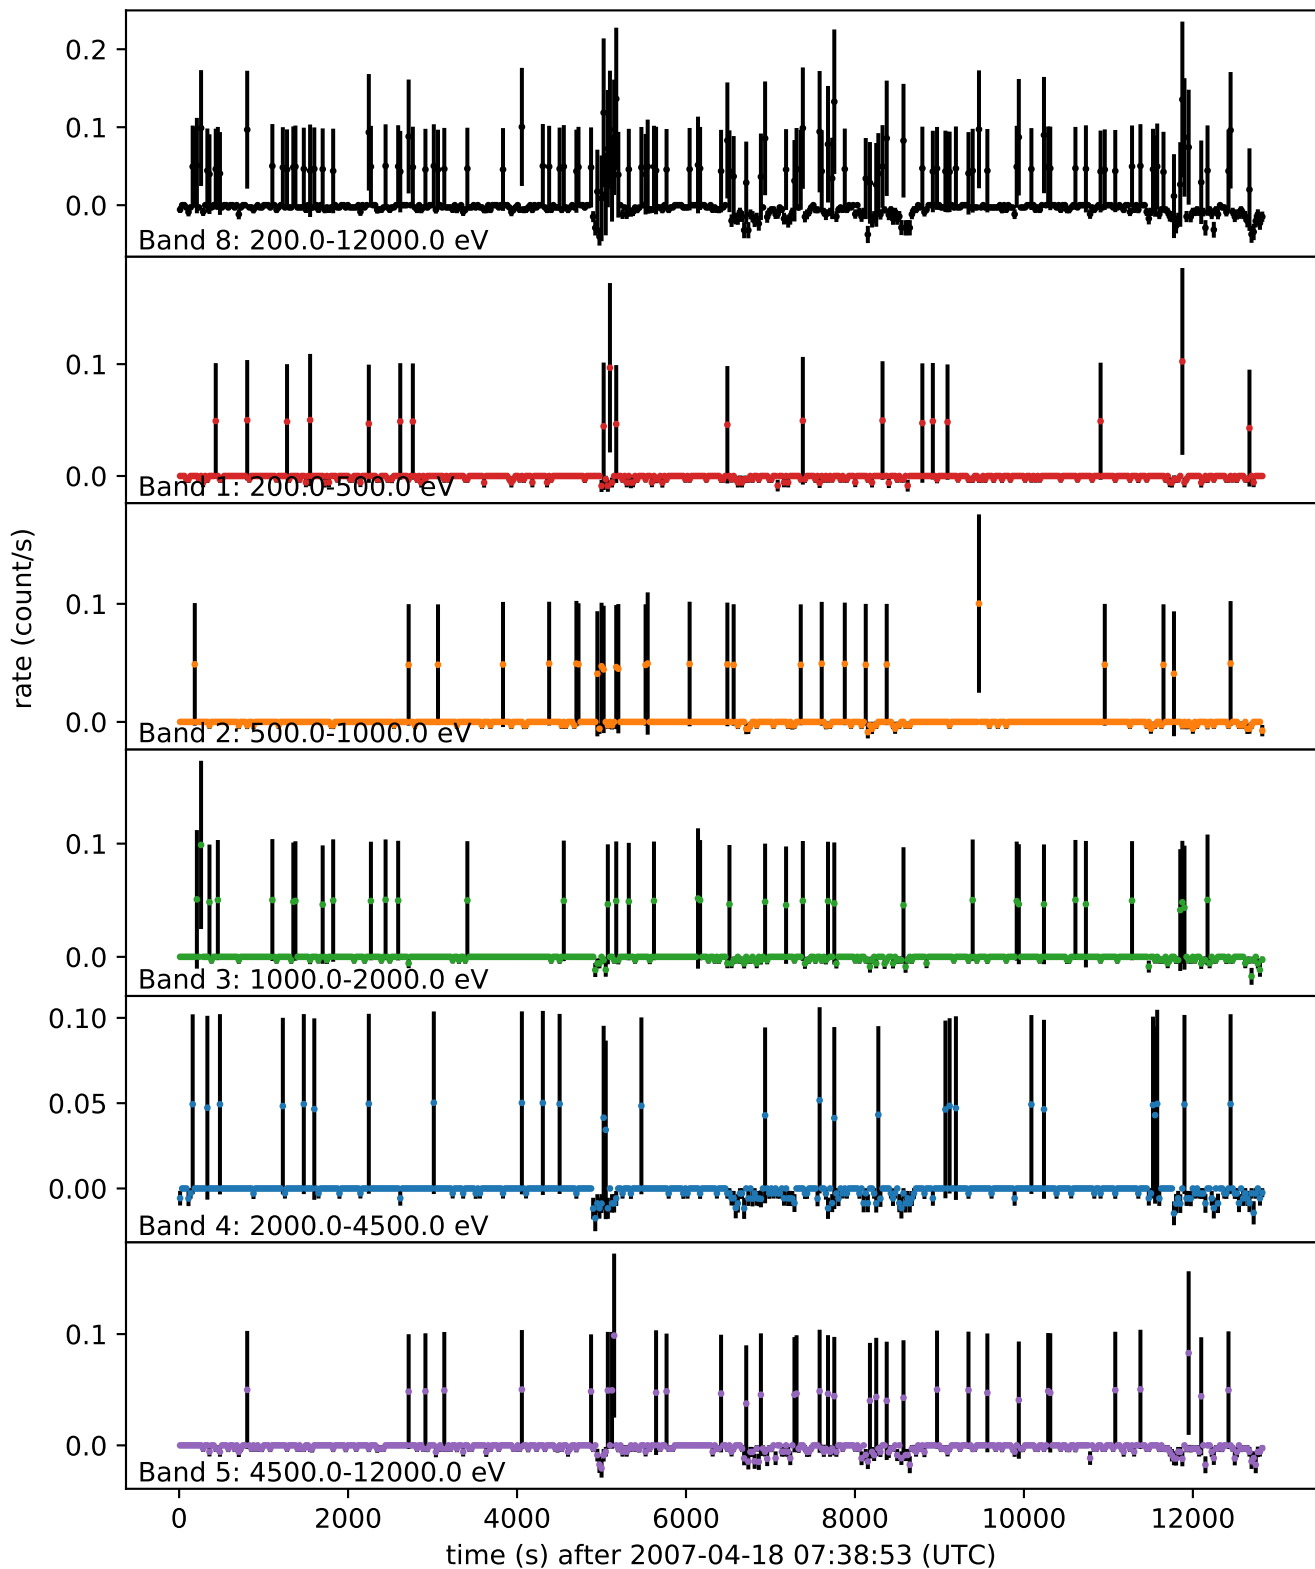 0.2
0.1
0.0
Band 8: 200.0-12000.0 eV
0.1
0.0
Band 1: 200.0-500.0 eV
rate (count/s)
0.1
0.0
Band 2: 500.0-1000.0 eV
0.1
0.0
Band 3: 1000.0-2000.0 eV
0.10
0.05
0.00
Band 4: 2000.0-4500.0 eV
0.1
0.0
Band 5: 4500.0-12000.0 eV
0 2000 4000 6000 8000 10000 12000
time (s) after 2007-04-18 07:38:53 (UTC)